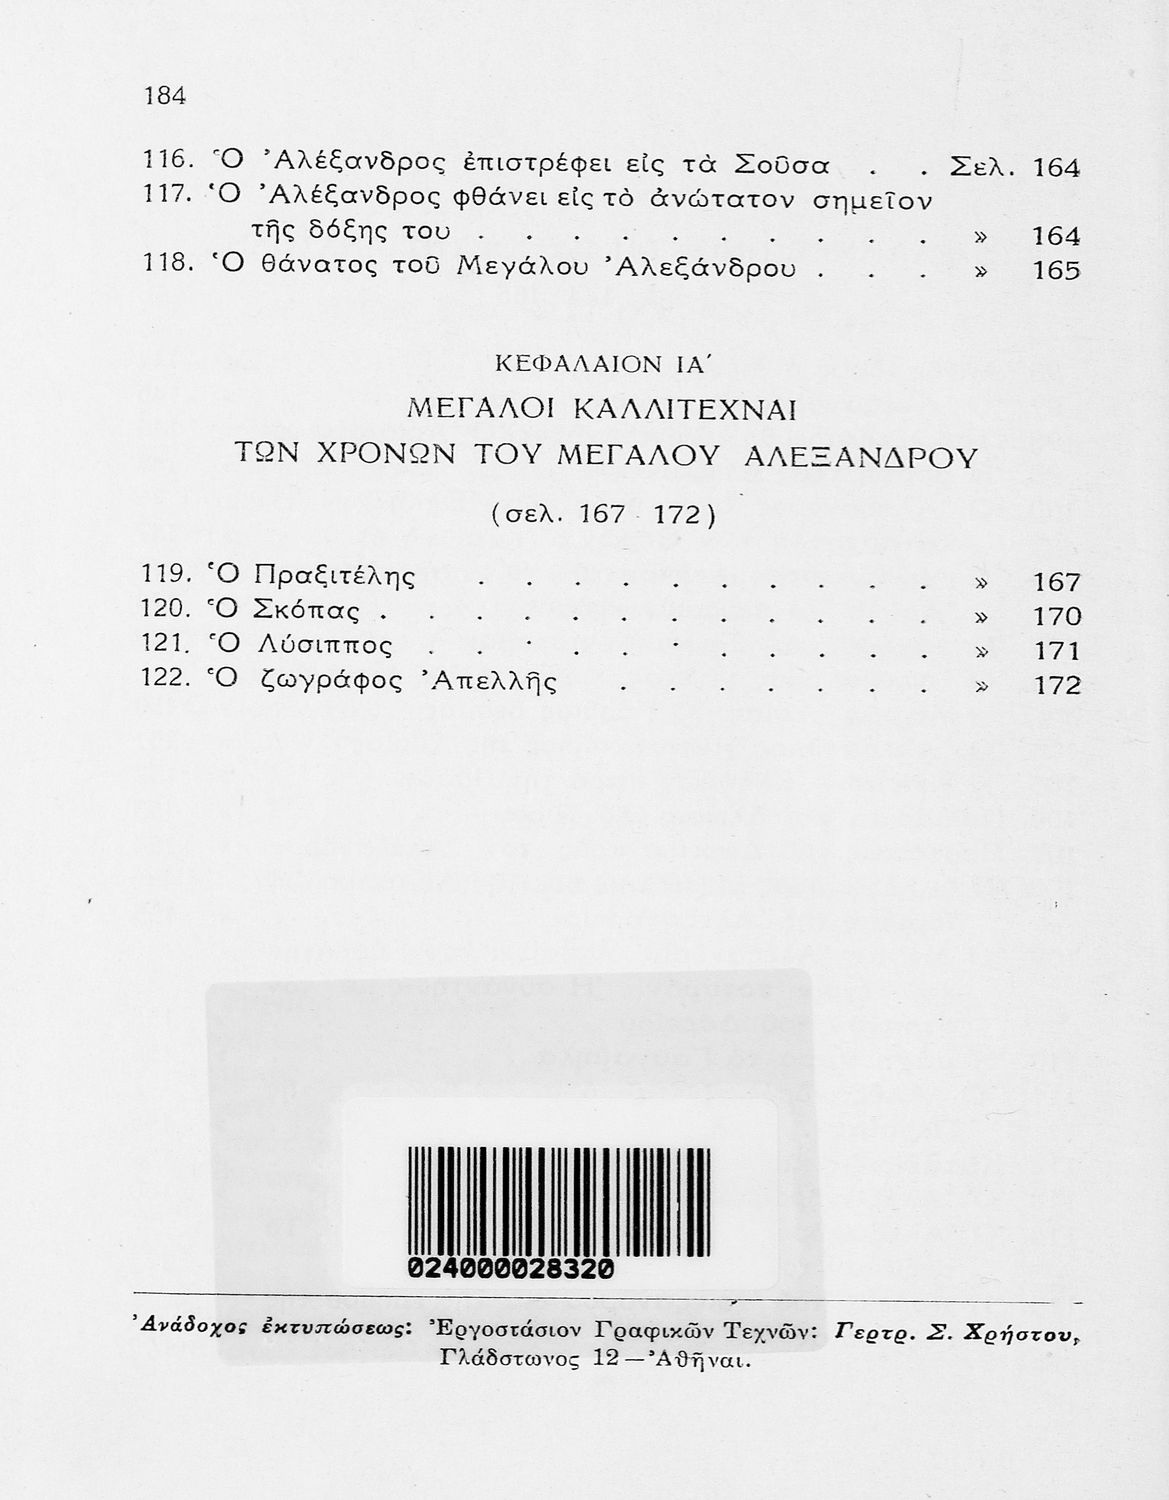 184
116. Ὁ Ἀλέξανδρος ἐπιστρέφει εἰς τὰ Σοῦσα . . Σελ. 164
117. Ὁ Ἀλέξανδρος φθάνει εἰς τὸ ἀνώτατον σημεῖον
τῆς δόξης του . . . . . . . . . . » 164
118. Ὁ θάνατος τοῦ Μεγάλου Ἀλεξάνδρου . . . » 165
ΚΕΦΑΛΑΙΟΝ ΙΑ΄
ΜΕΓΑΛΟΙ ΚΑΛΛΙΤΕΧΝΑΙ
ΤΩΝ ΧΡΟΝΩΝ ΤΟΥ ΜΕΓΑΛΟΥ ΑΛΕΞΑΝΔΡΟΥ
(σελ. 167 - 172)
119. Ὁ Πραξιτέλης . . . . . . . . . . » 167
120. Ὁ Σκόπας . . . . . . . . . . . . » 170
121. Ὁ Λύσιππος . . . . . . . . . . . » 171
122. Ὁ ζωγράφος Ἀπελλῆς . . . . . . . » 172
024000028320
Ἀνάδοχος ἐκτυπώσεως: Ἐργοστάσιον Γραφικῶν Τεχνῶν: Γερτρ. Σ. Χρήστου,
Γλάδστωνος 12 — Ἀθῆναι.